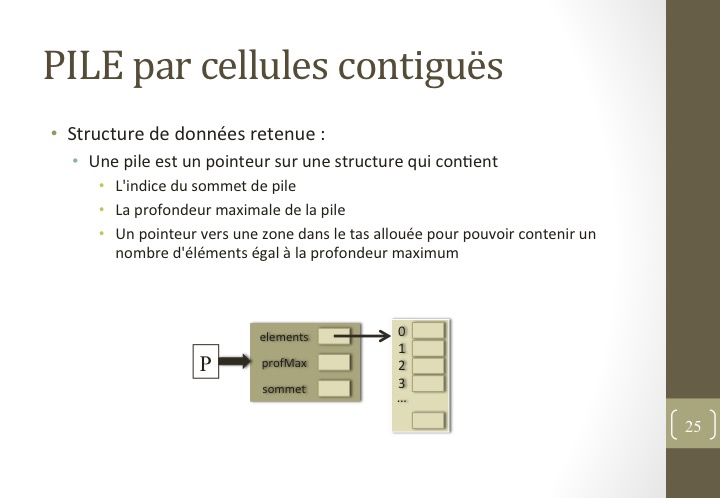 PILE par cellules contiguës
• Structure de données retenue :
• Une pile est un pointeur sur une structure qui contient
• L'indice du sommet de pile
• La profondeur maximale de la pile
• Un pointeur vers une zone dans le tas allouée pour pouvoir contenir un
nombre d'éléments égal à la profondeur maximum
P
elements
profMax
sommet
0
1
2
3
...
25